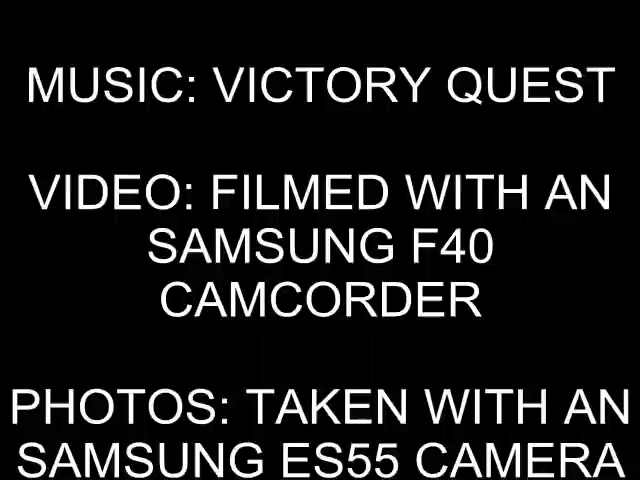 MUSIC: VICTORY QUEST
VIDEO: FILMED WITH AN
SAMSUNG F40
CAMCORDER
PHOTOS: TAKEN WITH AN
SAMSUNG ES55 CAMERA